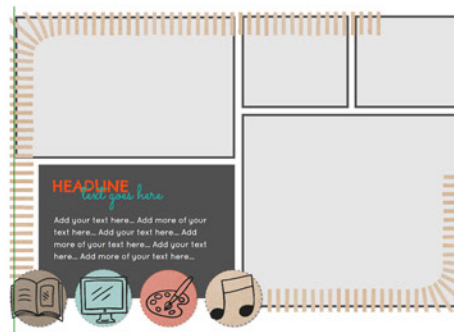 HEADLINE
text goes here
Add your text here... Add more of your
text here... Add your text here... Add
more of your text here... Add your text
here... Add more of your text here...